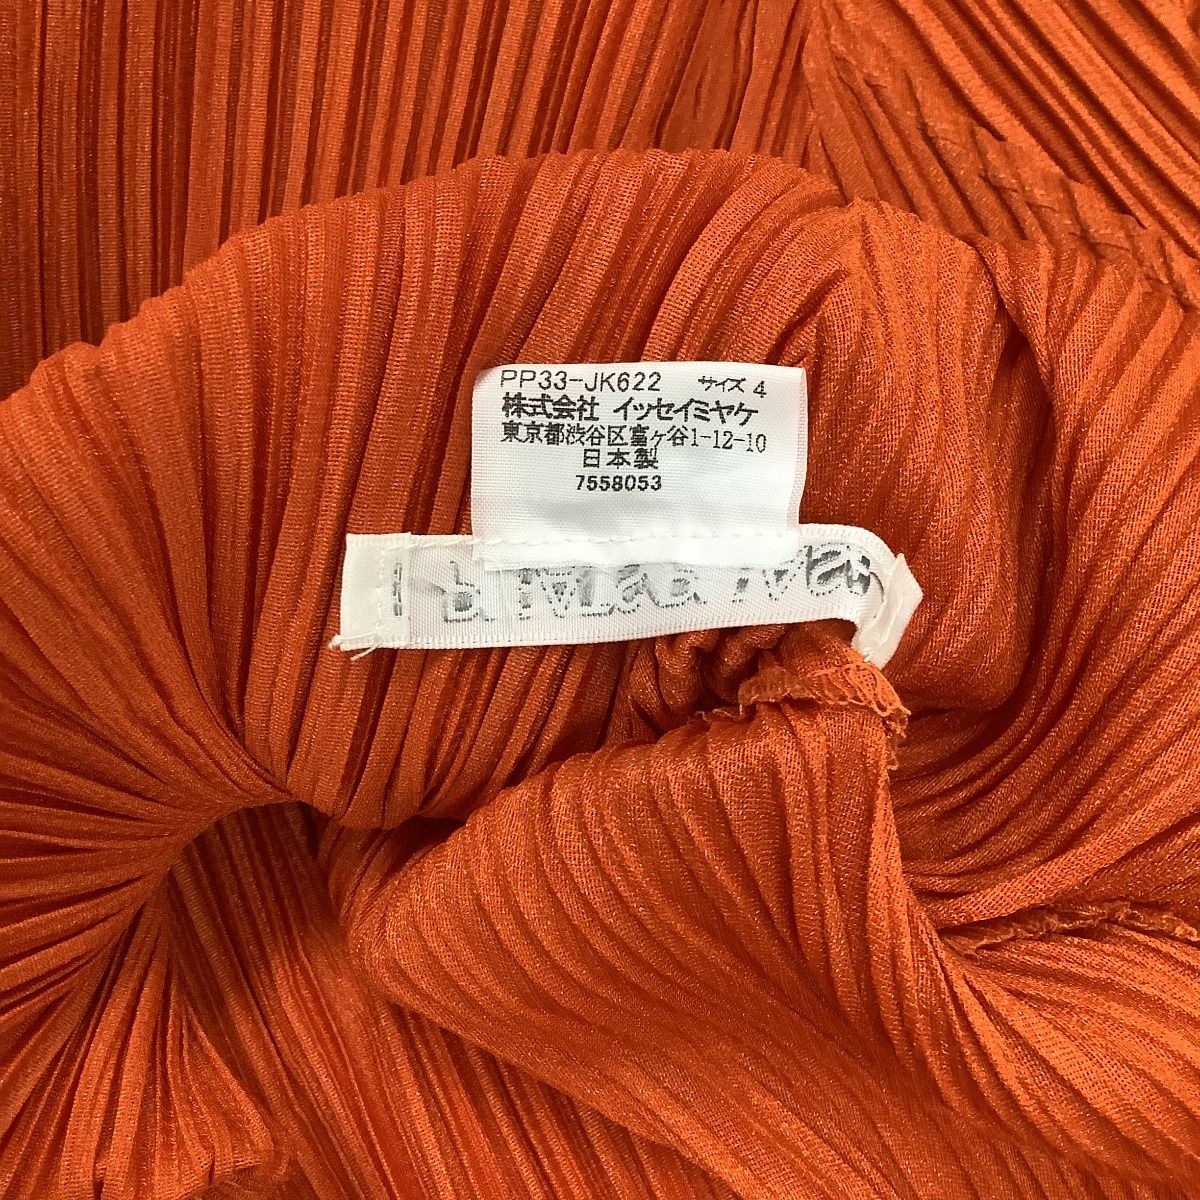 PP33-JK622 サイズ 4
株式会社 イッセイミヤケ
東京都渋谷区富ヶ谷1-12-10
日本製
7558053